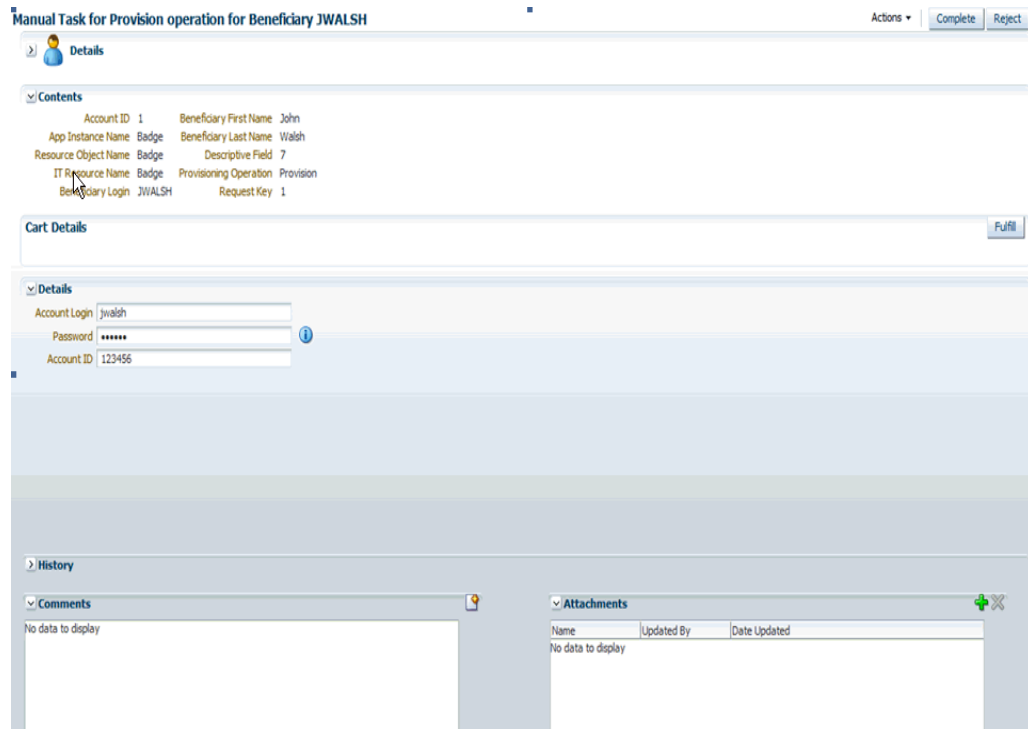 Manual Task for Provision operation for Beneficiary JWALSH
Actions Complete Reject
Details
Contents
Account ID 1 Beneficiary First Name John
App Instance Name Badge Beneficiary Last Name Walsh
Resource Object Name Badge Descriptive Field 7
IT Resource Name Badge Provisioning Operation Provision
Beneficiary Login JWALSH Request Key 1
Cart Details Fulfill
Details
Account Login jwalsh
Password ••••••
Account ID 123456
History
Comments
No data to display
Attachments
Name Updated By Date Updated
No data to display